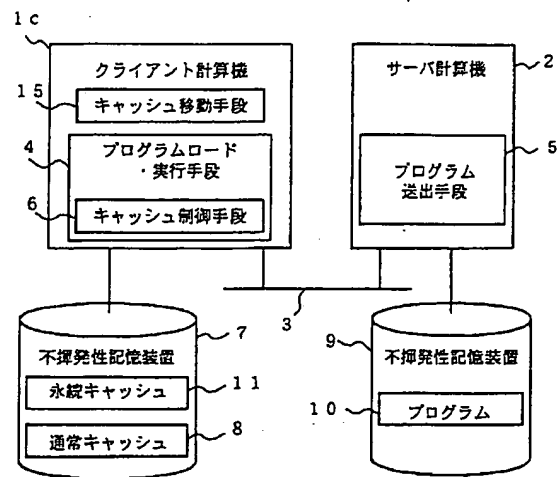 1c
クライアント計算機
15
キャッシュ移動手段
4
プログラムロード
・実行手段
6
キャッシュ制御手段
サーバ計算機
2
プログラム
送出手段
5
3
不揮発性記憶装置
7
永続キャッシュ
11
通常キャッシュ
8
9
不揮発性記憶装置
10
プログラム